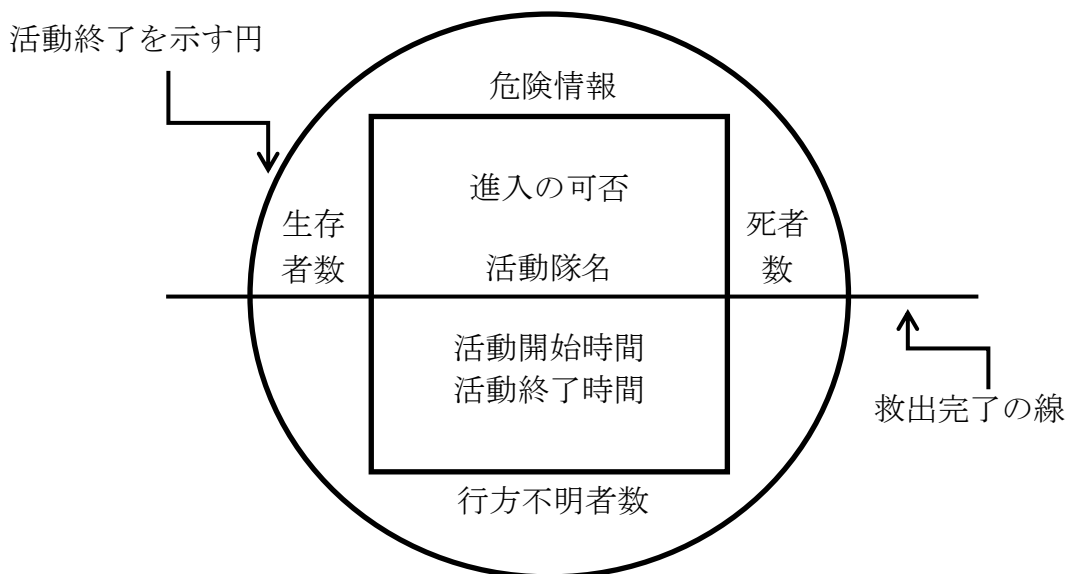 活動終了を示す円
危険情報
進入の可否
生存
者数
活動隊名
死者
数
活動開始時間
活動終了時間
救出完了の線
行方不明者数